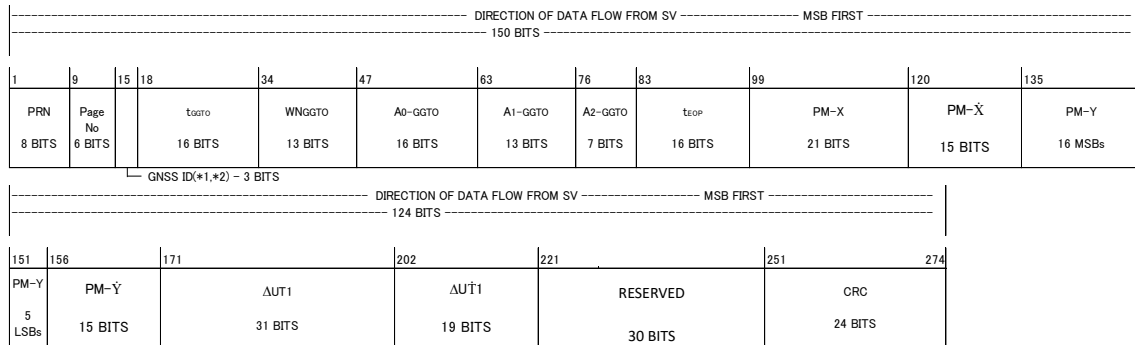 DIRECTION OF DATA FLOW FROM SV MSB FIRST
150 BITS
1 9 15 18 34 47 63 76 83 99 120 135
PRN Page No tGGTO WNGGTO A0-GGTO A1-GGTO A2-GGTO tEOP PM-X PM-Ẋ PM-Y
8 BITS 6 BITS 16 BITS 13 BITS 16 BITS 13 BITS 7 BITS 16 BITS 21 BITS 15 BITS 16 MSBs
GNSS ID(*1,*2) - 3 BITS
DIRECTION OF DATA FLOW FROM SV MSB FIRST
124 BITS
151 156 171 202 221 251 274
PM-Y PM-Ẏ ΔUT1 ΔUṪ1 RESERVED CRC
5 LSBs 15 BITS 31 BITS 19 BITS 30 BITS 24 BITS